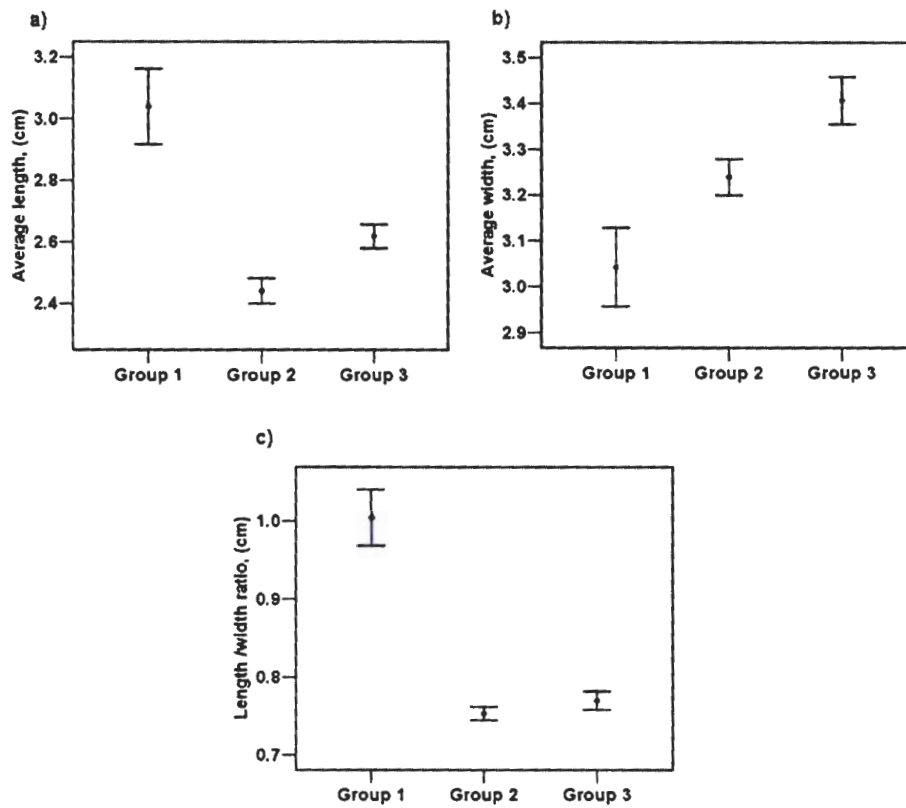 a)
Average length, (cm)
3.2
3.0
2.8
2.6
2.4
Group 1 Group 2 Group 3
b)
Average width, (cm)
3.5
3.4
3.3
3.2
3.1
3.0
2.9
Group 1 Group 2 Group 3
c)
Length /width ratio, (cm)
1.0
0.9
0.8
0.7
Group 1 Group 2 Group 3